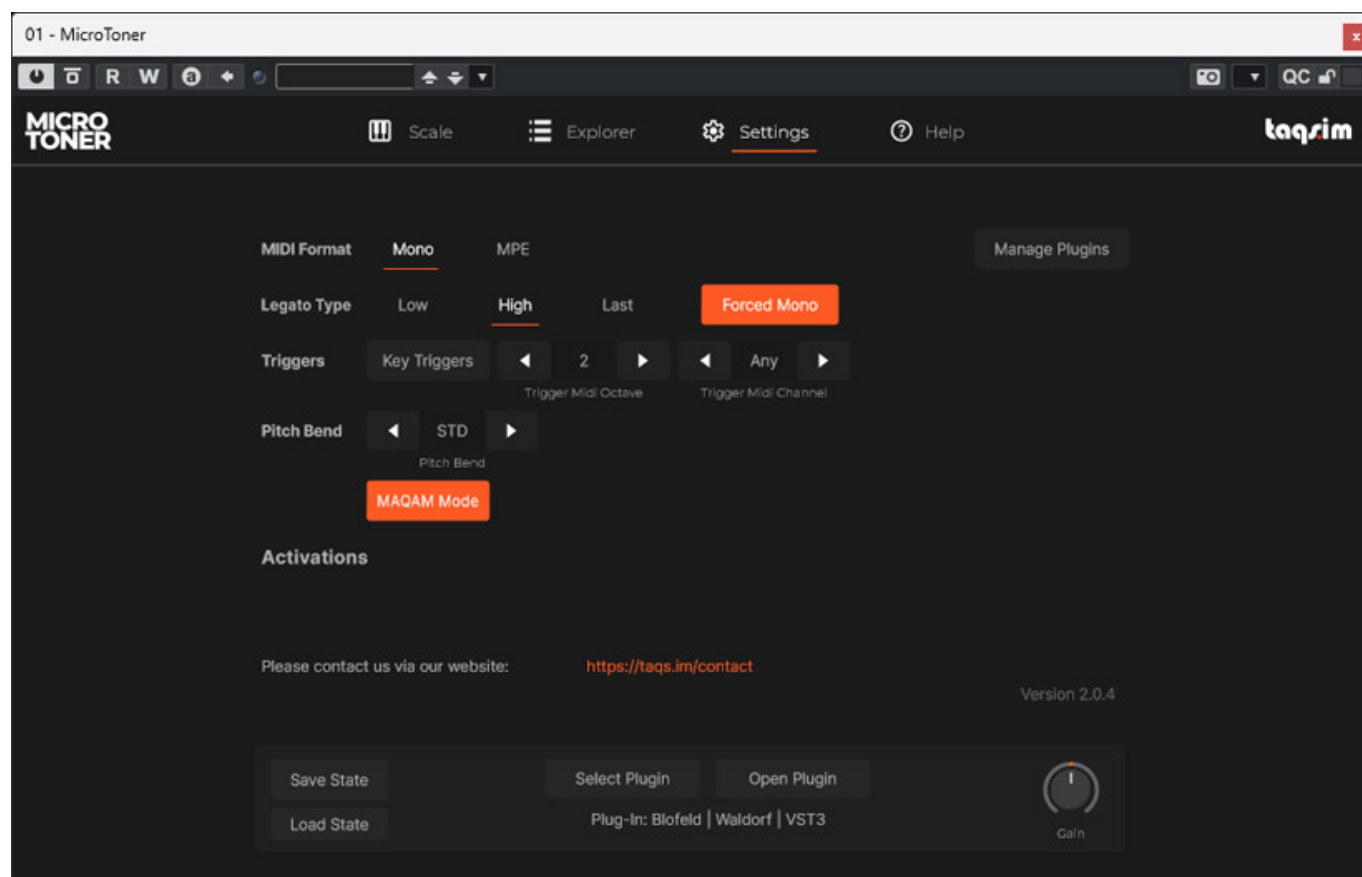 01 - MicroToner
x
R W a QC
MICRO
TONER
Scale Explorer Settings ? Help
taqsim
MIDI Format Mono MPE Manage Plugins
Legato Type Low High Last Forced Mono
Triggers Key Triggers 2 Any
Trigger Midi Octave Trigger Midi Channel
Pitch Bend STD
Pitch Bend
MAQAM Mode
Activations
Please contact us via our website: https://taqs.im/contact
Version 2.0.4
Save State Select Plugin Open Plugin
Load State Plug-In: Blofeld | Waldorf | VST3
Gain